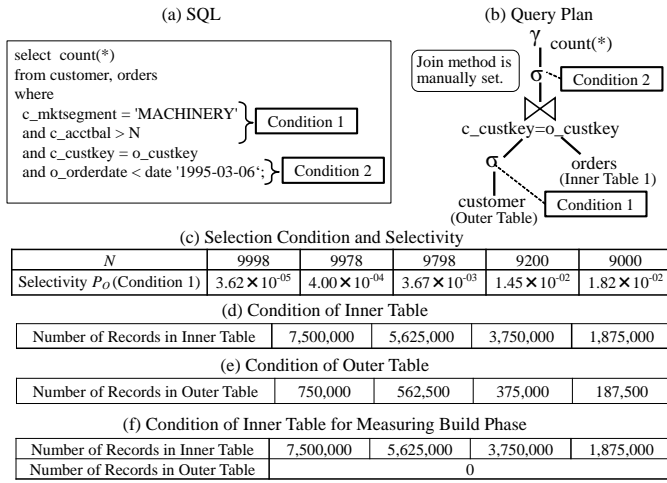 (a) SQL
select count(*)
from customer, orders
where
c_mktsegment = 'MACHINERY'
and c_acctbal > N
and c_custkey = o_custkey
and o_orderdate < date '1995-03-06‘;
Condition 1
Condition 2
(b) Query Plan
γ count(*)
Join method is
manually set.
σ
Condition 2
c_custkey=o_custkey
σ
orders
(Inner Table 1)
customer
(Outer Table)
Condition 1
(c) Selection Condition and Selectivity
N 9998 9978 9798 9200 9000
Selectivity P_O (Condition 1) 3.62×10^-05 4.00×10^-04 3.67×10^-03 1.45×10^-02 1.82×10^-02
(d) Condition of Inner Table
Number of Records in Inner Table 7,500,000 5,625,000 3,750,000 1,875,000
(e) Condition of Outer Table
Number of Records in Outer Table 750,000 562,500 375,000 187,500
(f) Condition of Inner Table for Measuring Build Phase
Number of Records in Inner Table 7,500,000 5,625,000 3,750,000 1,875,000
Number of Records in Outer Table 0